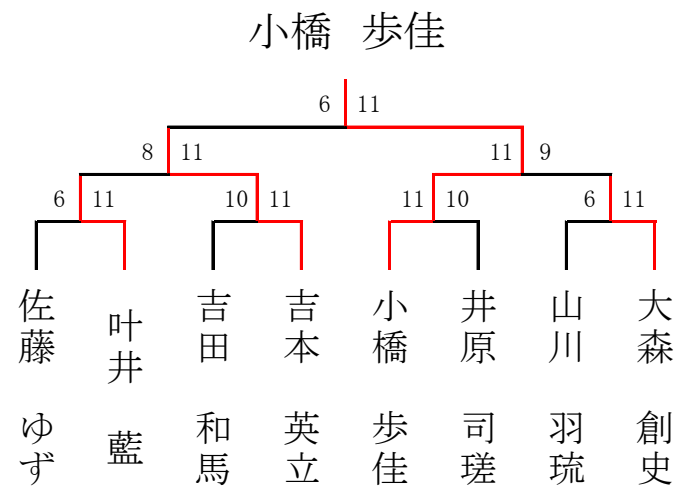 小橋 歩佳
6 11
8 11 11 9
6 11 10 11 11 10 6 11
佐藤 ゆず
叶井 藍
吉田 和馬
吉本 英立
小橋 歩佳
井原 司瑳
山川 羽琉
大森 創史